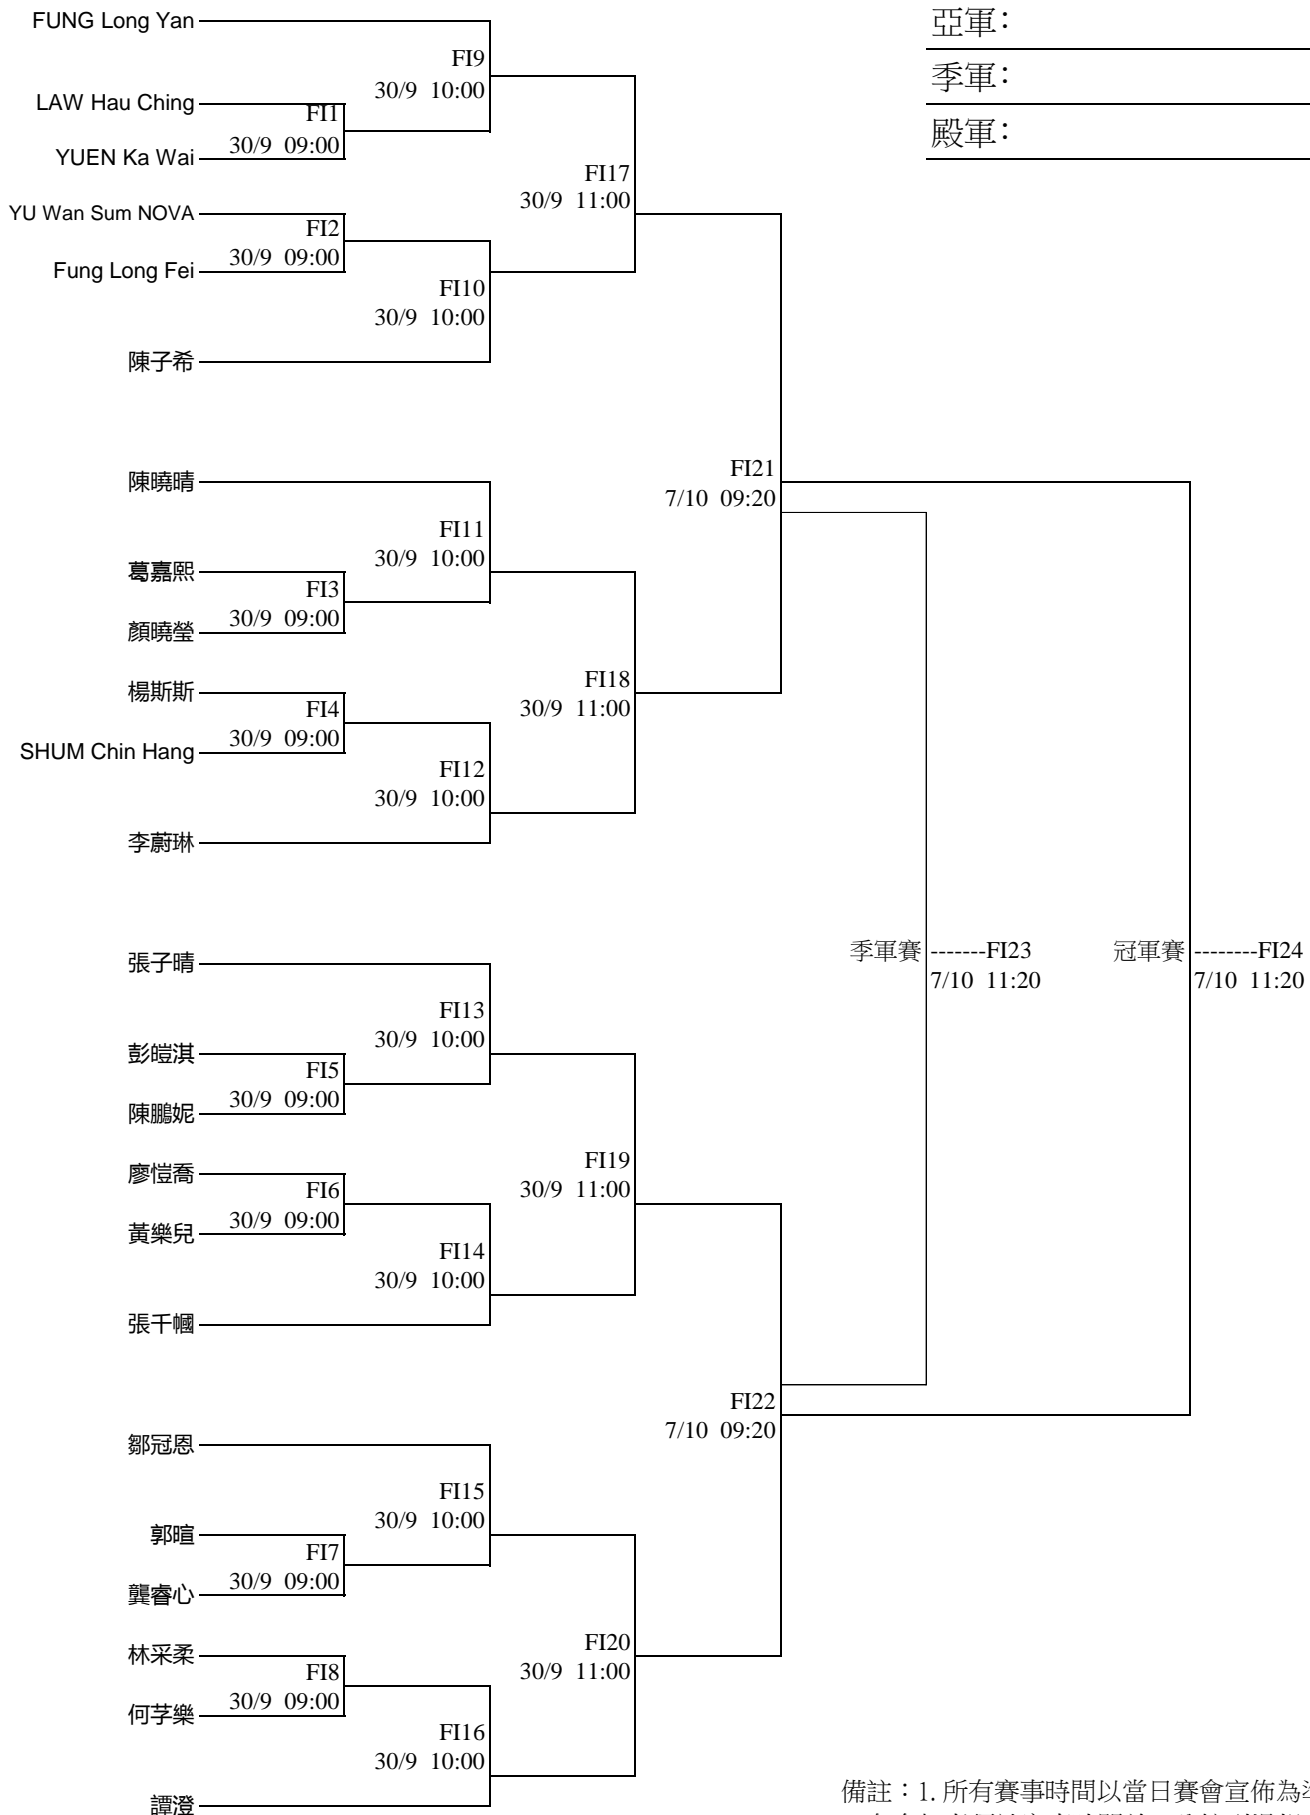 亞軍：
季軍：
殿軍：
FUNG Long Yan
FI9
30/9 10:00
LAW Hau Ching
FI1
30/9 09:00
YUEN Ka Wai
FI17
30/9 11:00
YU Wan Sum NOVA
FI2
30/9 09:00
Fung Long Fei
FI10
30/9 10:00
陳子希
FI21
7/10 09:20
陳曉晴
FI11
30/9 10:00
葛嘉熙
FI3
30/9 09:00
顏曉瑩
FI18
30/9 11:00
楊斯斯
FI4
30/9 09:00
SHUM Chin Hang
FI12
30/9 10:00
李蔚琳
季軍賽 -------FI23
7/10 11:20
冠軍賽 --------FI24
7/10 11:20
張子晴
FI13
30/9 10:00
彭皚淇
FI5
30/9 09:00
陳鵬妮
FI19
30/9 11:00
廖愷喬
FI6
30/9 09:00
黃樂兒
FI14
30/9 10:00
張千幗
FI22
7/10 09:20
鄒冠恩
FI15
30/9 10:00
郭暄
FI7
30/9 09:00
龔睿心
FI20
30/9 11:00
林采柔
FI8
30/9 09:00
何芓樂
FI16
30/9 10:00
譚澄
備註：1. 所有賽事時間以當日賽會宣佈為準